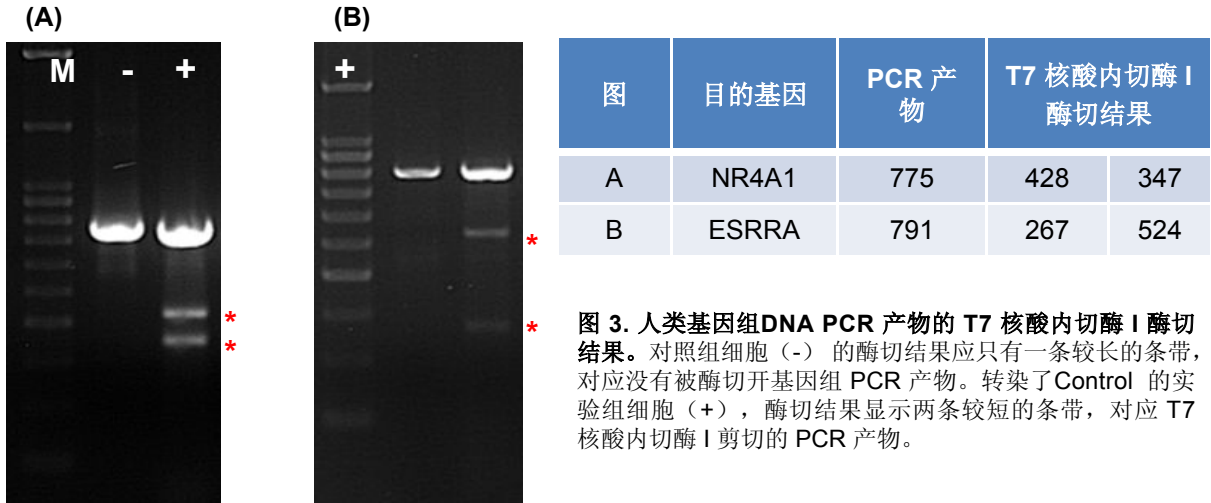 (A)
(B)
M - +
+
*
*
*
*
图 目的基因 PCR 产物 T7 核酸内切酶 I 酶切结果
A NR4A1 775 428 347
B ESRRA 791 267 524
图 3. 人类基因组DNA PCR 产物的 T7 核酸内切酶 I 酶切
结果。对照组细胞（-） 的酶切结果应只有一条较长的条带，
对应没有被酶切开基因组 PCR 产物。转染了Control 的实
验组细胞（+），酶切结果显示两条较短的条带，对应 T7
核酸内切酶 I 剪切的 PCR 产物。